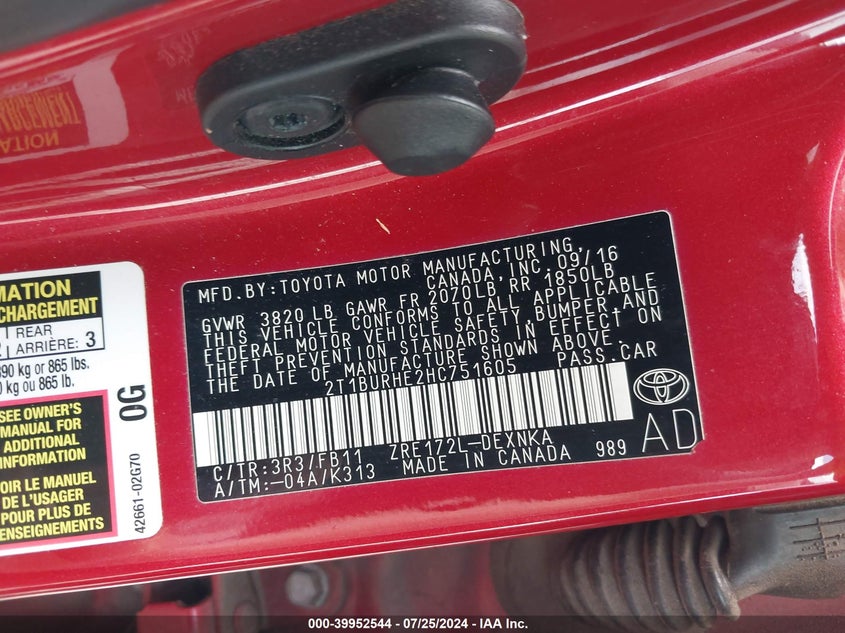 MFD.BY:TOYOTA MOTOR MANUFACTURING,
CANADA,INC. 09/16
GVWR 3820 LB GAWR FR 2070LB RR 1850LB
THIS VEHICLE CONFORMS TO ALL APPLICABLE
FEDERAL MOTOR VEHICLE SAFETY, BUMPER, AND
THEFT PREVENTION STANDARDS IN EFFECT ON
THE DATE OF MANUFACTURE SHOWN ABOVE.
2T1BURHE2HC751605 PASS.CAR
C/TR:3R3/FB11 ZRE172L-DEXNKA
A/TM:-04A/K313 MADE IN CANADA 989
AD
MATION
CHARGEMENT
REAR
ARRIÈRE: 3
390 kg or 865 lbs.
0 kg ou 865 lb.
SEE OWNER'S
MANUAL FOR
ADDITIONAL
INFORMATION
OIR LE MANUEL
DE L'USAGER
POUR PLUS DE
ENSEIGNEMENTS
0G
42661-02G70
000-39952544 - 07/25/2024 - IAA Inc.